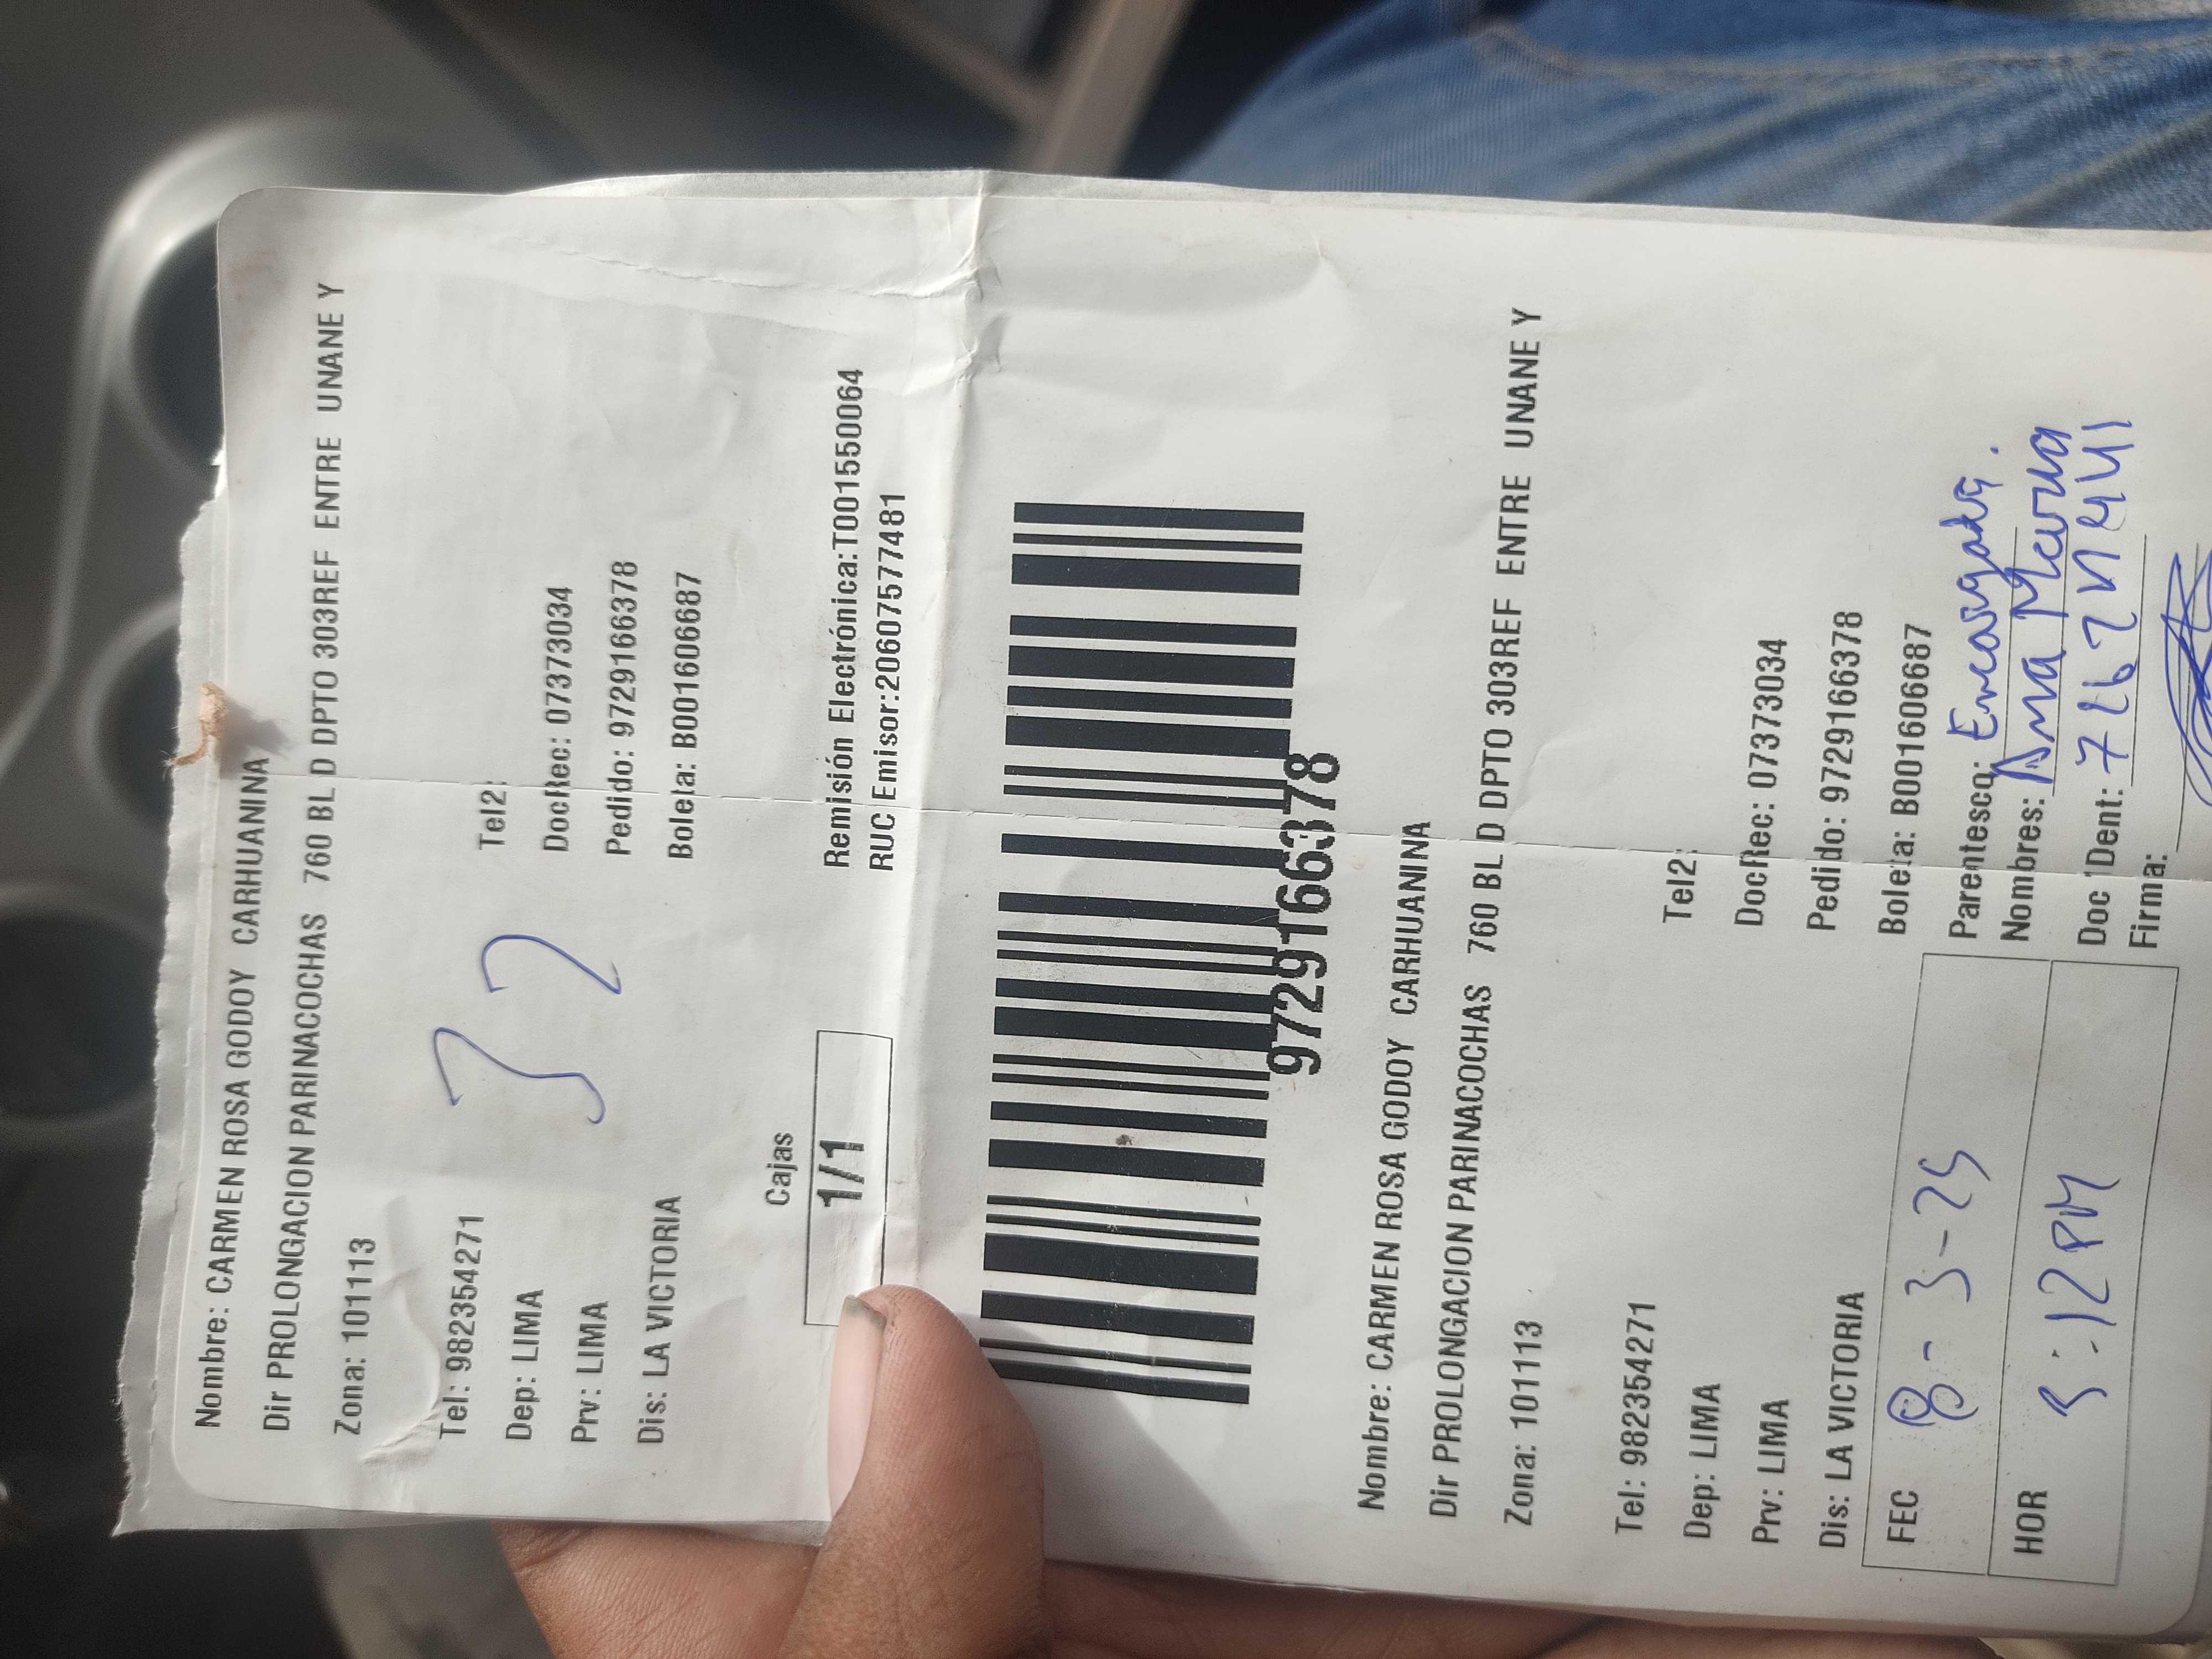 Nombre: CARMEN ROSA GODOY CARHUANINA
Dir PROLONGACION PARINACOCHAS 760 BL D DPTO 303REF ENTRE UNANE Y
Zona: 101113
Tel: 982354271 Tel2:
Dep: LIMA DocRec: 07373034
Prv: LIMA Pedido: 9729166378
Dis: LA VICTORIA Boleta: B001606687
32
Cajas
1/1
Remisión Electrónica:T001550064
RUC Emisor:20607577481
9729166378
Nombre: CARMEN ROSA GODOY CARHUANINA
Dir PROLONGACION PARINACOCHAS 760 BL D DPTO 303REF ENTRE UNANE Y
Zona: 101113
Tel: 982354271 Tel2:
Dep: LIMA DocRec: 07373034
Prv: LIMA Pedido: 9729166378
Dis: LA VICTORIA Boleta: B001606687
FEC 8-3-25 Parentesco: Encargada.
Nombres: Ana
HOR 3:12PM Doc Dent:
Firma: